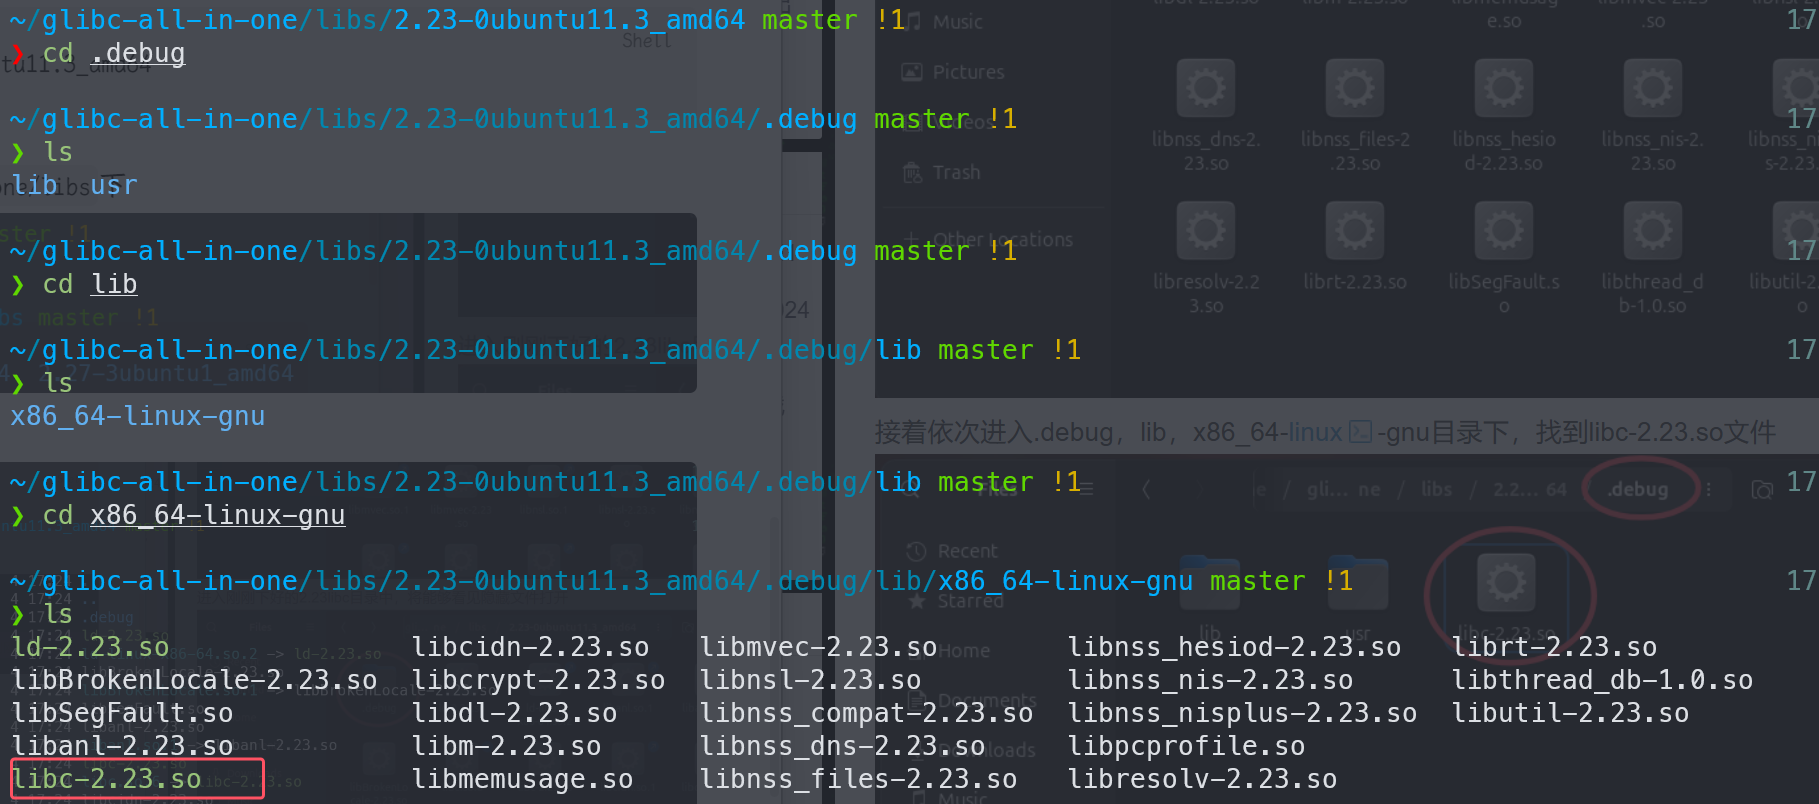 ~/glibc-all-in-one/libs/2.23-0ubuntu11.3_amd64 master !1 17
❯ cd .debug
~/glibc-all-in-one/libs/2.23-0ubuntu11.3_amd64/.debug master !1 17
❯ ls
lib usr
~/glibc-all-in-one/libs/2.23-0ubuntu11.3_amd64/.debug master !1 17
❯ cd lib
~/glibc-all-in-one/libs/2.23-0ubuntu11.3_amd64/.debug/lib master !1 17
❯ ls
x86_64-linux-gnu
~/glibc-all-in-one/libs/2.23-0ubuntu11.3_amd64/.debug/lib master !1 17
❯ cd x86_64-linux-gnu
~/glibc-all-in-one/libs/2.23-0ubuntu11.3_amd64/.debug/lib/x86_64-linux-gnu master !1 17
❯ ls
ld-2.23.so libcidn-2.23.so libmvec-2.23.so libnss_hesiod-2.23.so librt-2.23.so
libBrokenLocale-2.23.so libcrypt-2.23.so libnsl-2.23.so libnss_nis-2.23.so libthread_db-1.0.so
libSegFault.so libdl-2.23.so libnss_compat-2.23.so libnss_nisplus-2.23.so libutil-2.23.so
libanl-2.23.so libm-2.23.so libnss_dns-2.23.so libpcprofile.so
libc-2.23.so libmemusage.so libnss_files-2.23.so libresolv-2.23.so
Shell
Music
Pictures
Videos
Trash
Other Locations
libnss_dns-2.
23.so
libnss_files-2
.23.so
libnss_hesio
d-2.23.so
libnss_nis-2.
23.so
libresolv-2.2
3.so
librt-2.23.so
libSegFault.s
o
libthread_d
b-1.0.so
接着依次进入.debug，lib，x86_64-linux -gnu目录下，找到libc-2.23.so文件
Files
e / gli... ne / libs / 2.2... 64 / .debug
Recent
Starred
Home
Documents
Downloads
Music
lib
usr
libc-2.23.so